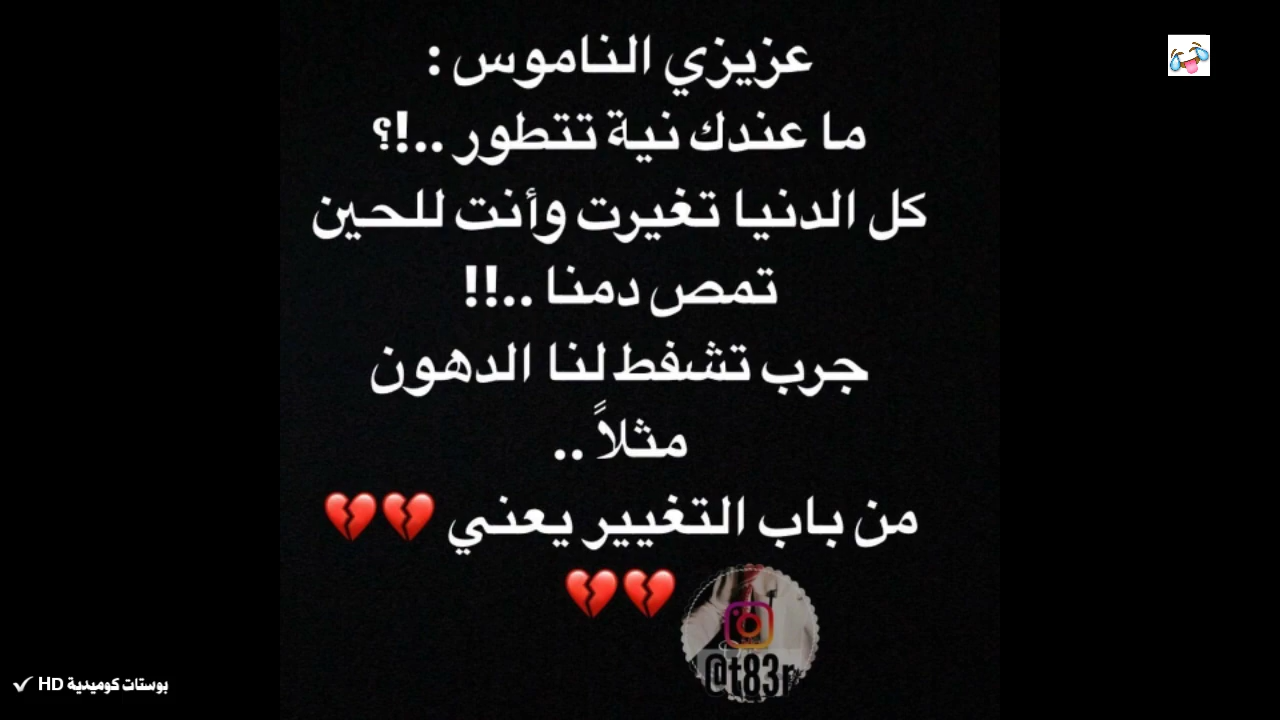 عزيزي الناموس :
ما عندك نية تتطور ..!؟
كل الدنيا تغيرت وأنت للحين
تمص دمنا ..!!
جرب تشفط لنا الدهون
مثلاً ..
من باب التغيير يعني 💔💔
💔💔
@t83r
بوستات كوميدية HD ✓